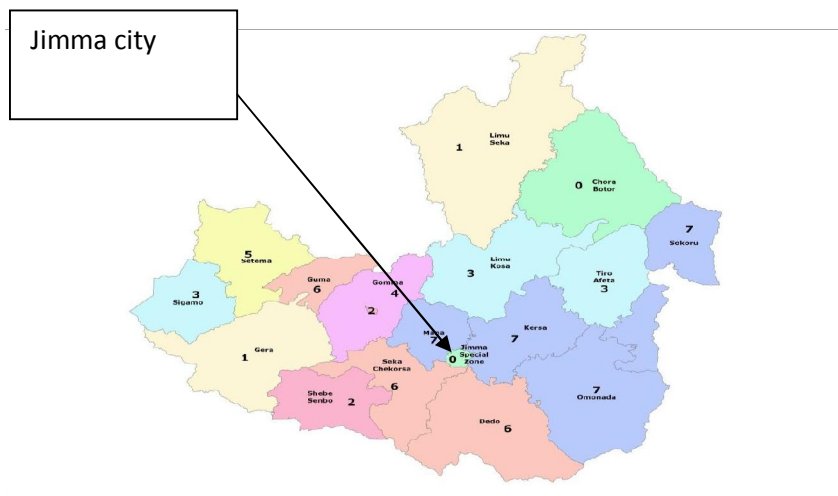 Jimma city
Limu
Seka
1
0
Chora
Botor
7
Sokoru
5
Setema
Limu
Kosa
3
Tiro
Afeta
3
Guma
6
Gomma
4
2
3
Sigamo
Mana
7
Kersa
7
Jimma
Special
Zone
0
1
Gera
Seka
Chekorsa
6
Shebe
Senbo
2
7
Omonada
Dedo
6